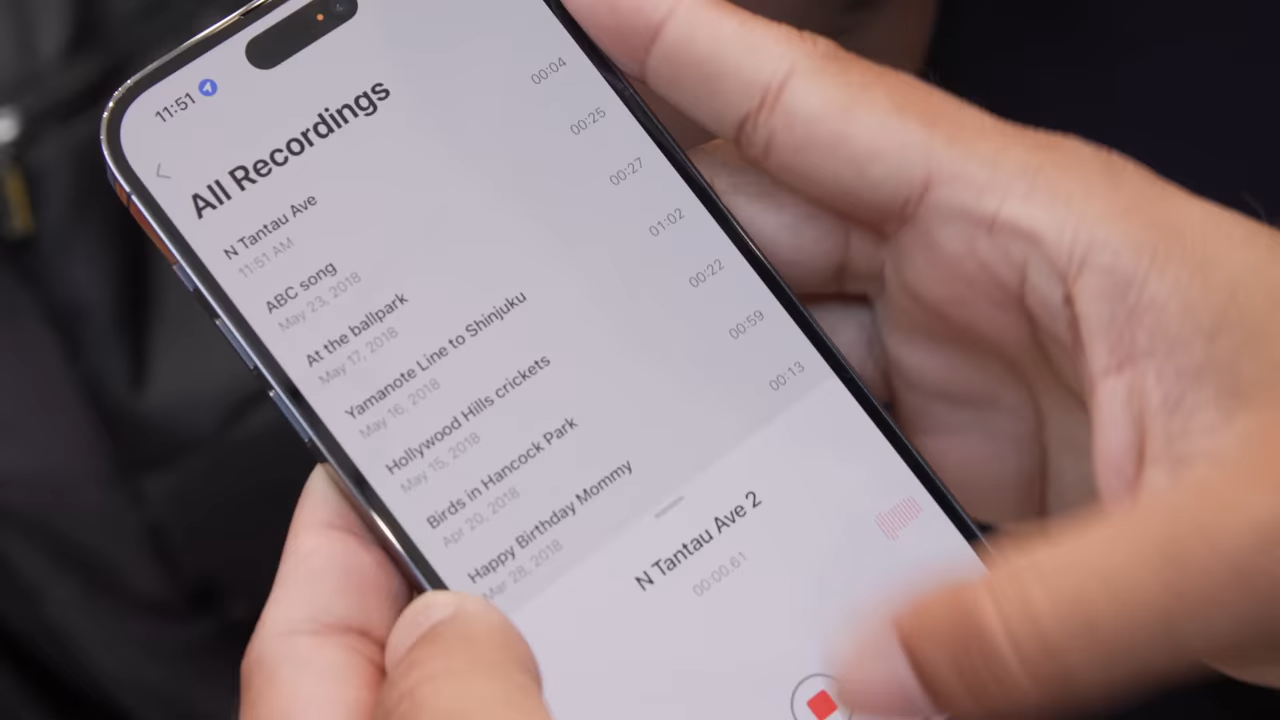 11:51
All Recordings
N Tantau Ave
11:51 AM
00:04
ABC song
May 23, 2018
00:25
At the ballpark
May 17, 2018
00:27
Yamanote Line to Shinjuku
May 16, 2018
01:02
Hollywood Hills crickets
May 15, 2018
00:22
Birds in Hancock Park
Apr 20, 2018
00:59
Happy Birthday Mommy
Mar 28, 2018
00:13
N Tantau Ave 2
00:00.61